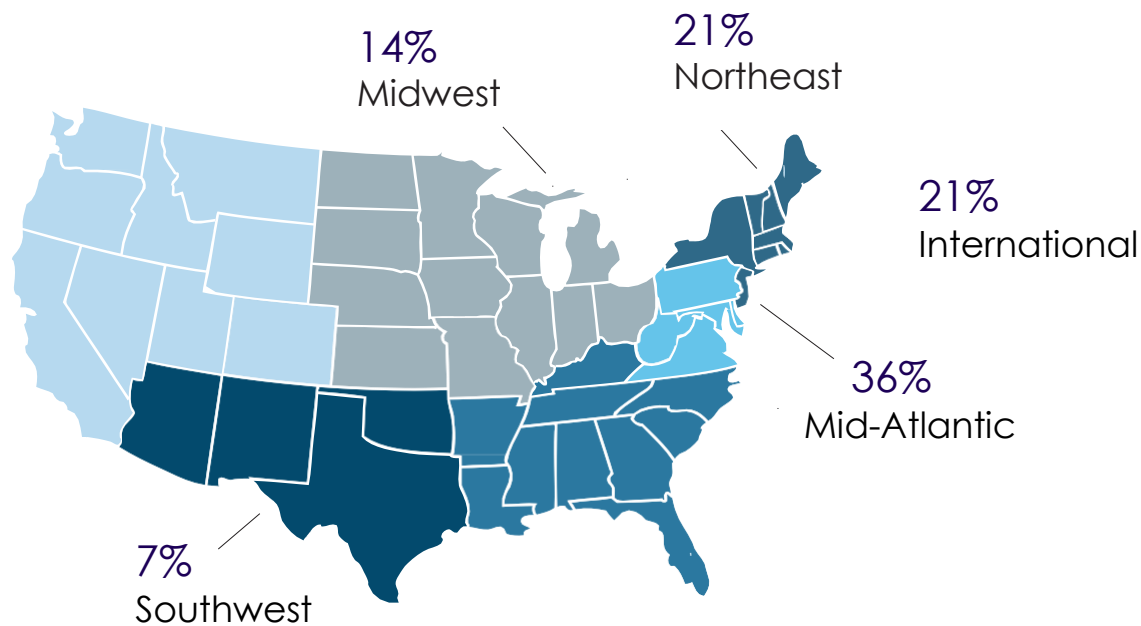 14%
Midwest
21%
Northeast
21%
International
36%
Mid-Atlantic
7%
Southwest